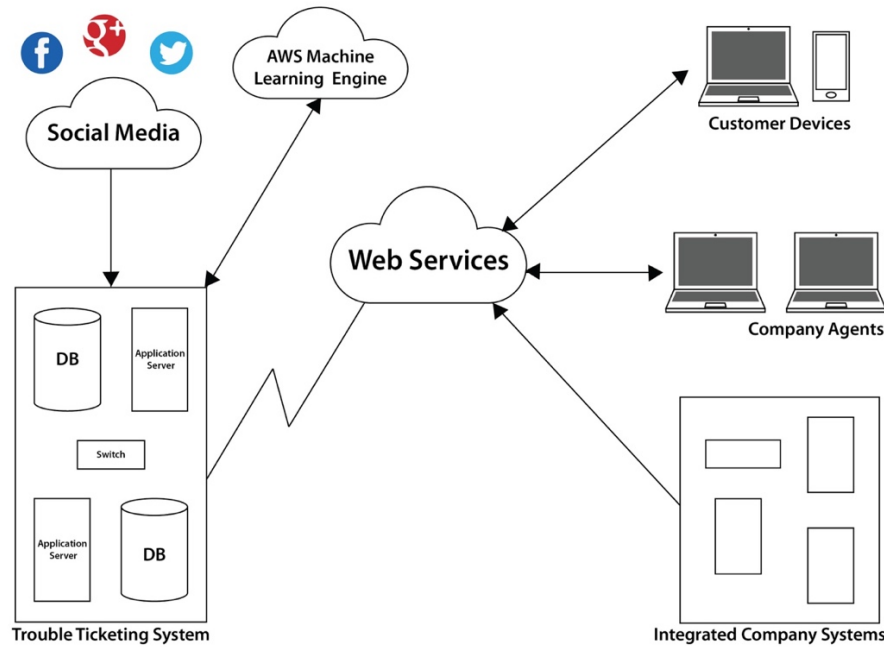 g+
AWS Machine
Learning Engine
Social Media
Customer Devices
Web Services
Company Agents
DB
Application
Server
Switch
Application
Server
DB
Trouble Ticketing System
Integrated Company Systems